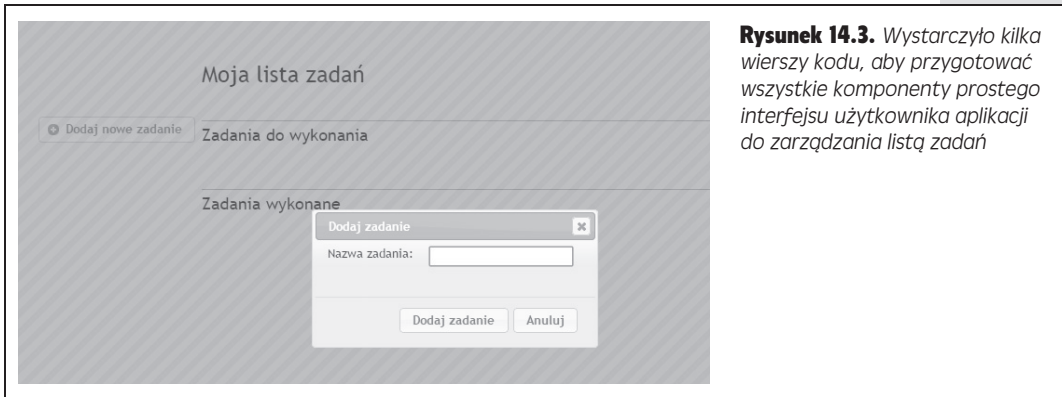 Moja lista zadań
Dodaj nowe zadanie
Zadania do wykonania
Zadania wykonane
Dodaj zadanie
Nazwa zadania:
Dodaj zadanie
Anuluj
Rysunek 14.3. Wystarczyło kilka
wierszy kodu, aby przygotować
wszystkie komponenty prostego
interfejsu użytkownika aplikacji
do zarządzania listą zadań